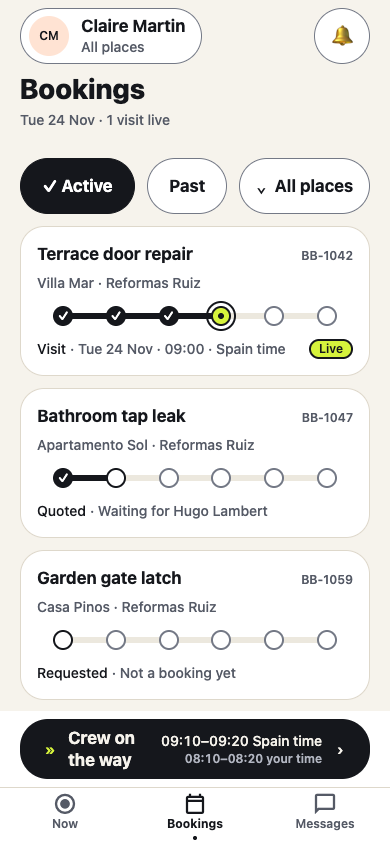 CM
Claire Martin
All places
Bookings
Tue 24 Nov · 1 visit live
Active
Past
All places
Terrace door repair
BB-1042
Villa Mar · Reformas Ruiz
Visit · Tue 24 Nov · 09:00 · Spain time
Live
Bathroom tap leak
BB-1047
Apartamento Sol · Reformas Ruiz
Quoted · Waiting for Hugo Lambert
Garden gate latch
BB-1059
Casa Pinos · Reformas Ruiz
Requested · Not a booking yet
» Crew on
the way
09:10–09:20 Spain time
08:10–08:20 your time
›
Now
Bookings
Messages